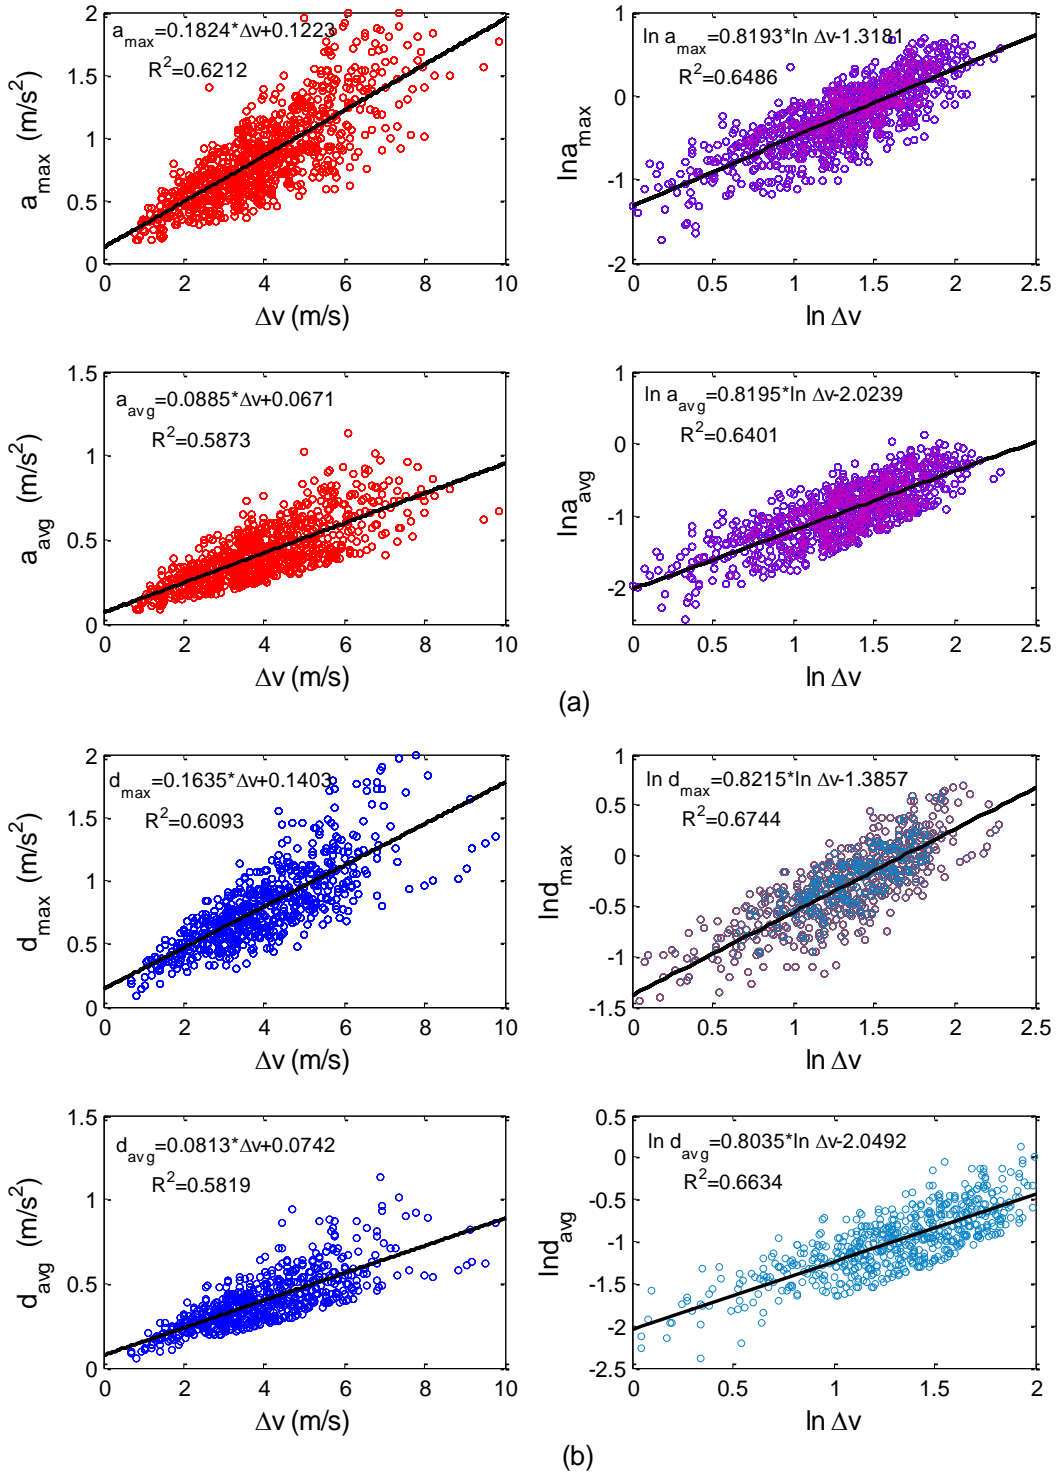 a_max=0.1824*Δv+0.1223
R²=0.6212
2
1.5
1
0.5
0
a_max (m/s²)
0 2 4 6 8 10
Δv (m/s)
ln a_max=0.8193*ln Δv-1.3181
R²=0.6486
1
0
-1
-2
lna_max
0 0.5 1 1.5 2 2.5
ln Δv
a_avg=0.0885*Δv+0.0671
R²=0.5873
1.5
1
0.5
0
a_avg (m/s²)
0 2 4 6 8 10
Δv (m/s)
ln a_avg=0.8195*ln Δv-2.0239
R²=0.6401
1
0
-1
-2
lna_avg
0 0.5 1 1.5 2 2.5
ln Δv
(a)
d_max=0.1635*Δv+0.1403
R²=0.6093
2
1.5
1
0.5
0
d_max (m/s²)
0 2 4 6 8 10
Δv (m/s)
ln d_max=0.8215*ln Δv-1.3857
R²=0.6744
1
0.5
0
-0.5
-1
-1.5
lnd_max
0 0.5 1 1.5 2 2.5
ln Δv
d_avg=0.0813*Δv+0.0742
R²=0.5819
1.5
1
0.5
0
d_avg (m/s²)
0 2 4 6 8 10
Δv (m/s)
ln d_avg=0.8035*ln Δv-2.0492
R²=0.6634
0.5
0
-0.5
-1
-1.5
-2
-2.5
lnd_avg
0 0.5 1 1.5 2
ln Δv
(b)